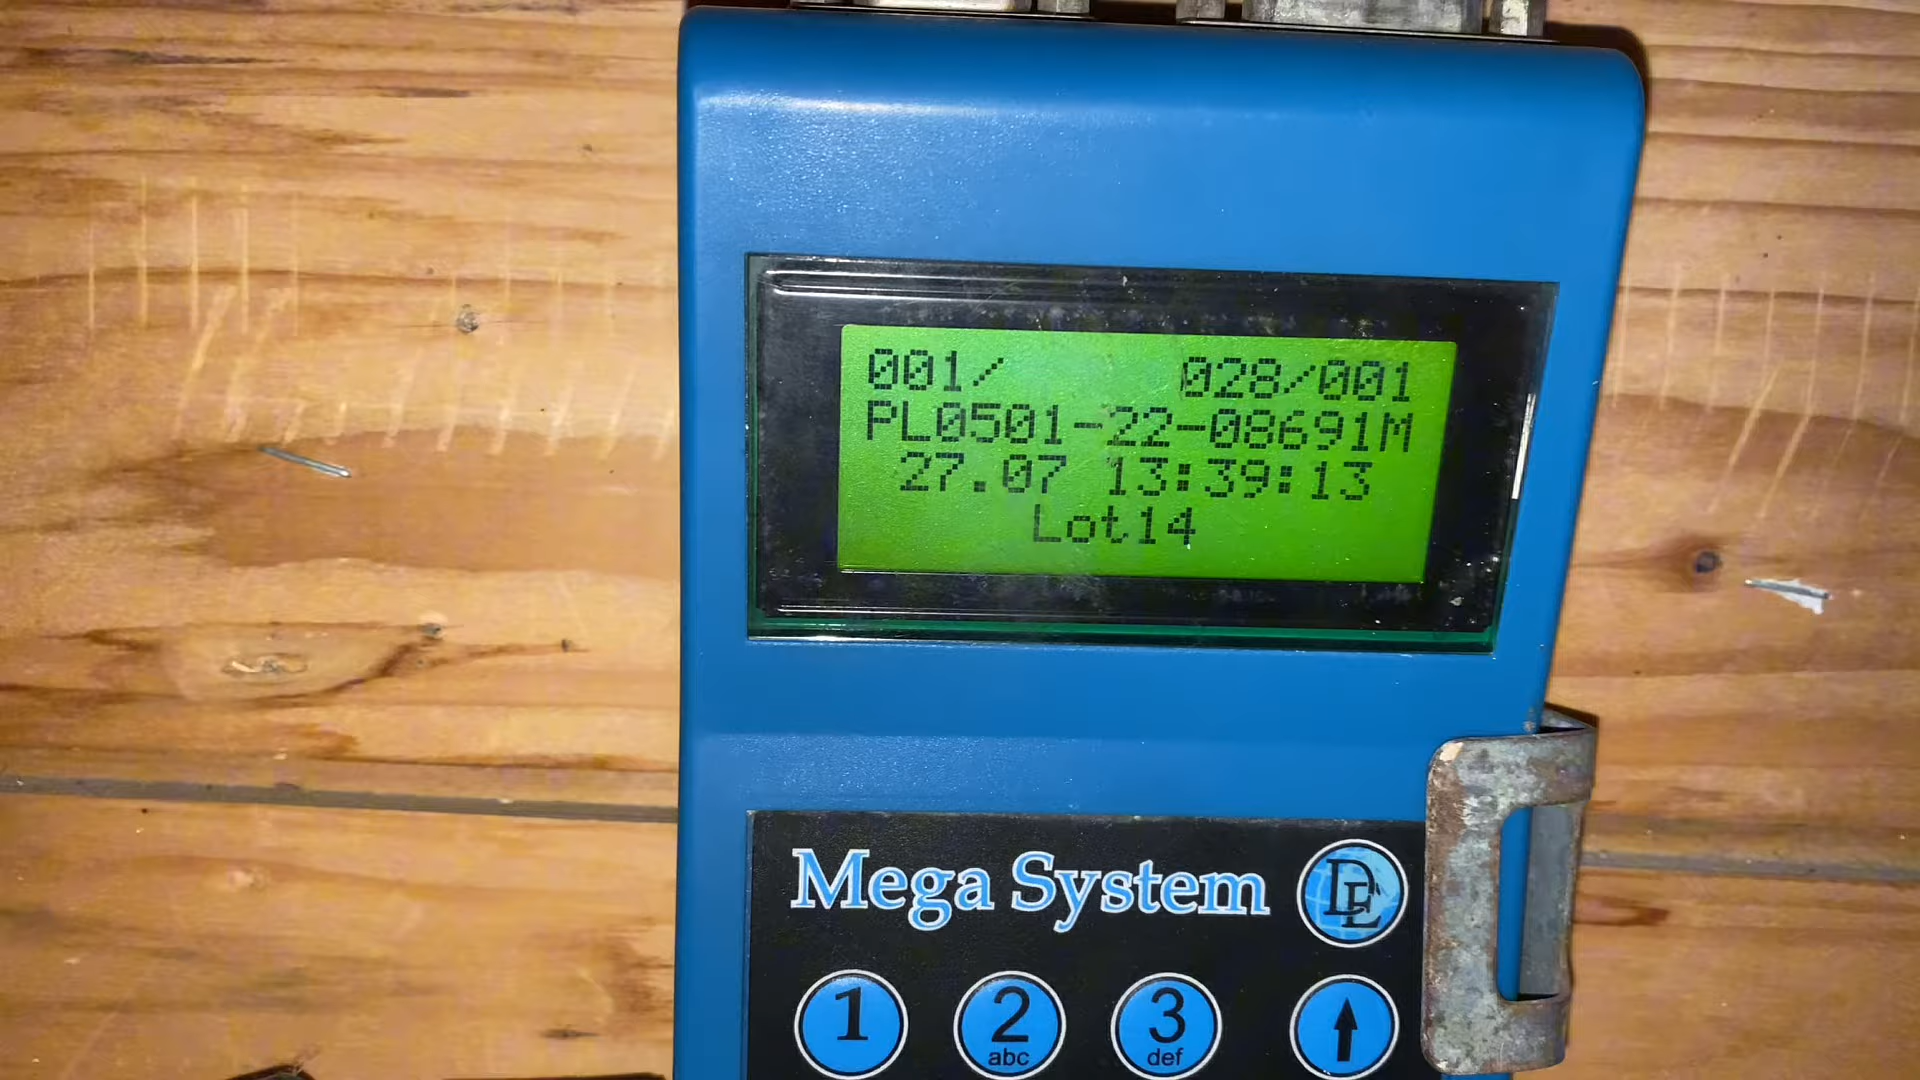 001/ 028/001
PL0501-22-08691M
27.07 13:39:13
Lot14
Mega System DE
1 2 3
abc def